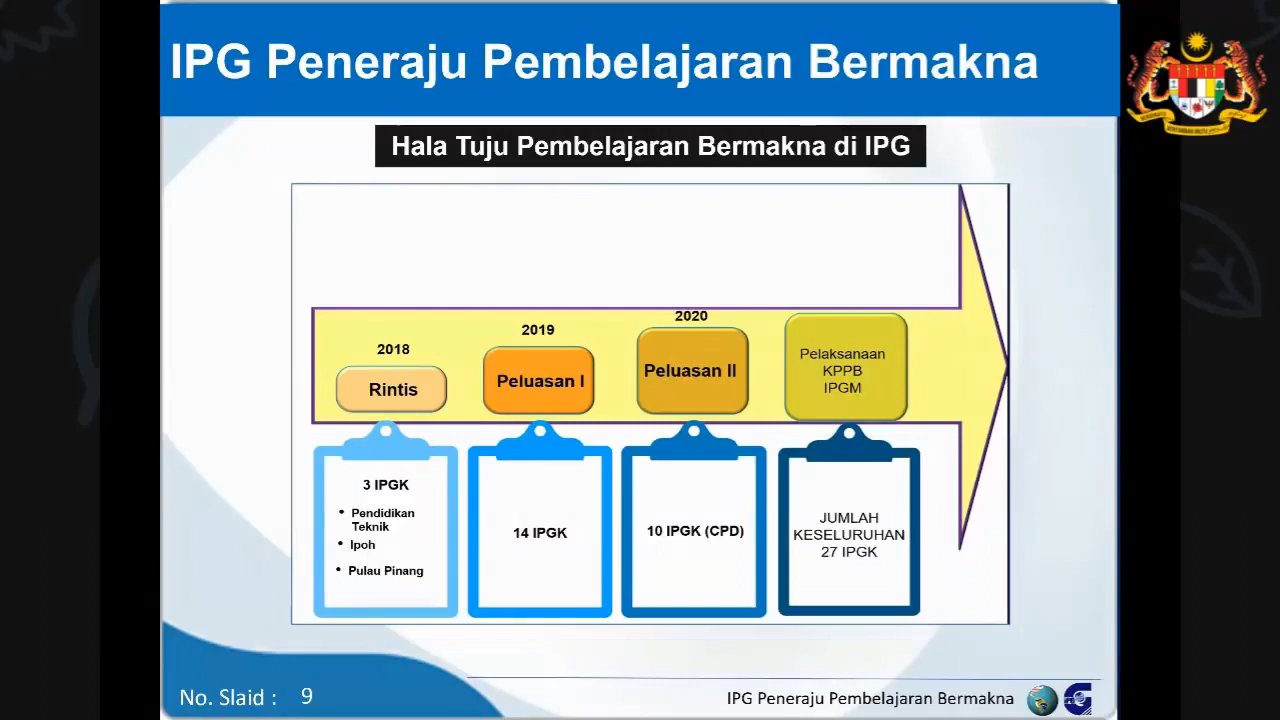 IPG Peneraju Pembelajaran Bermakna
Hala Tuju Pembelajaran Bermakna di IPG
2018
Rintis
2019
Peluasan I
2020
Peluasan II
Pelaksanaan
KPPB
IPGM
3 IPGK
• Pendidikan
Teknik
• Ipoh
• Pulau Pinang
14 IPGK
10 IPGK (CPD)
JUMLAH
KESELURUHAN
27 IPGK
No. Slaid : 9
IPG Peneraju Pembelajaran Bermakna